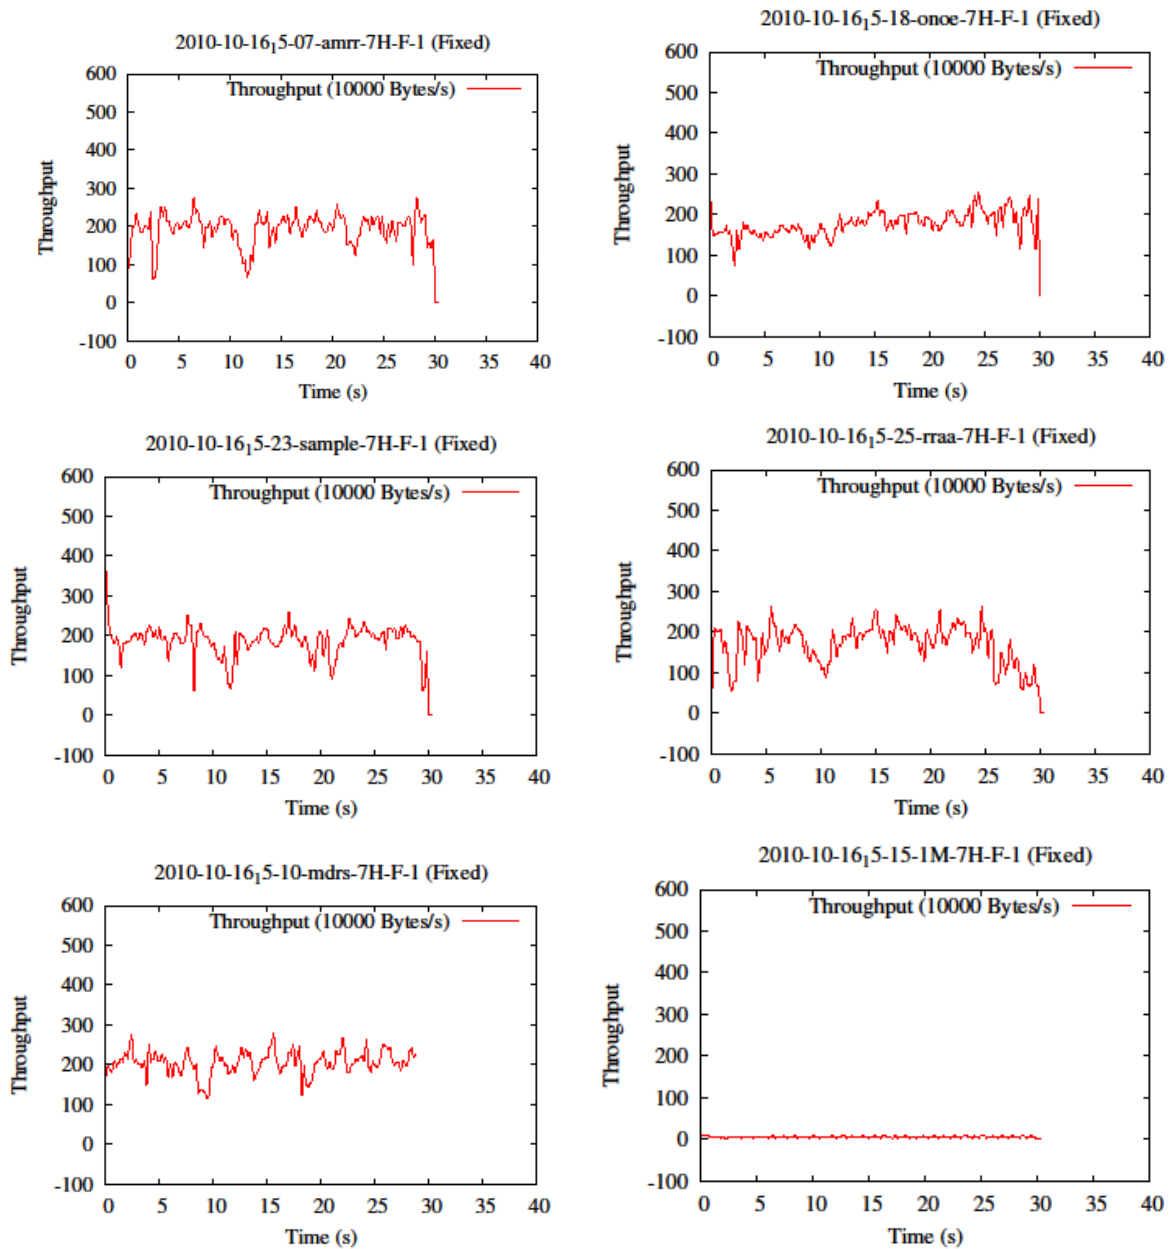 2010-10-16₁5-07-amrr-7H-F-1 (Fixed)
600
500
400
300
200
100
0
-100
Throughput
Throughput (10000 Bytes/s)
0 5 10 15 20 25 30 35 40
Time (s)
2010-10-16₁5-18-onoe-7H-F-1 (Fixed)
600
500
400
300
200
100
0
-100
Throughput
Throughput (10000 Bytes/s)
0 5 10 15 20 25 30 35 40
Time (s)
2010-10-16₁5-23-sample-7H-F-1 (Fixed)
600
500
400
300
200
100
0
-100
Throughput
Throughput (10000 Bytes/s)
0 5 10 15 20 25 30 35 40
Time (s)
2010-10-16₁5-25-rraa-7H-F-1 (Fixed)
600
500
400
300
200
100
0
-100
Throughput
Throughput (10000 Bytes/s)
0 5 10 15 20 25 30 35 40
Time (s)
2010-10-16₁5-10-mdrs-7H-F-1 (Fixed)
600
500
400
300
200
100
0
-100
Throughput
Throughput (10000 Bytes/s)
0 5 10 15 20 25 30 35 40
Time (s)
2010-10-16₁5-15-1M-7H-F-1 (Fixed)
600
500
400
300
200
100
0
-100
Throughput
Throughput (10000 Bytes/s)
0 5 10 15 20 25 30 35 40
Time (s)